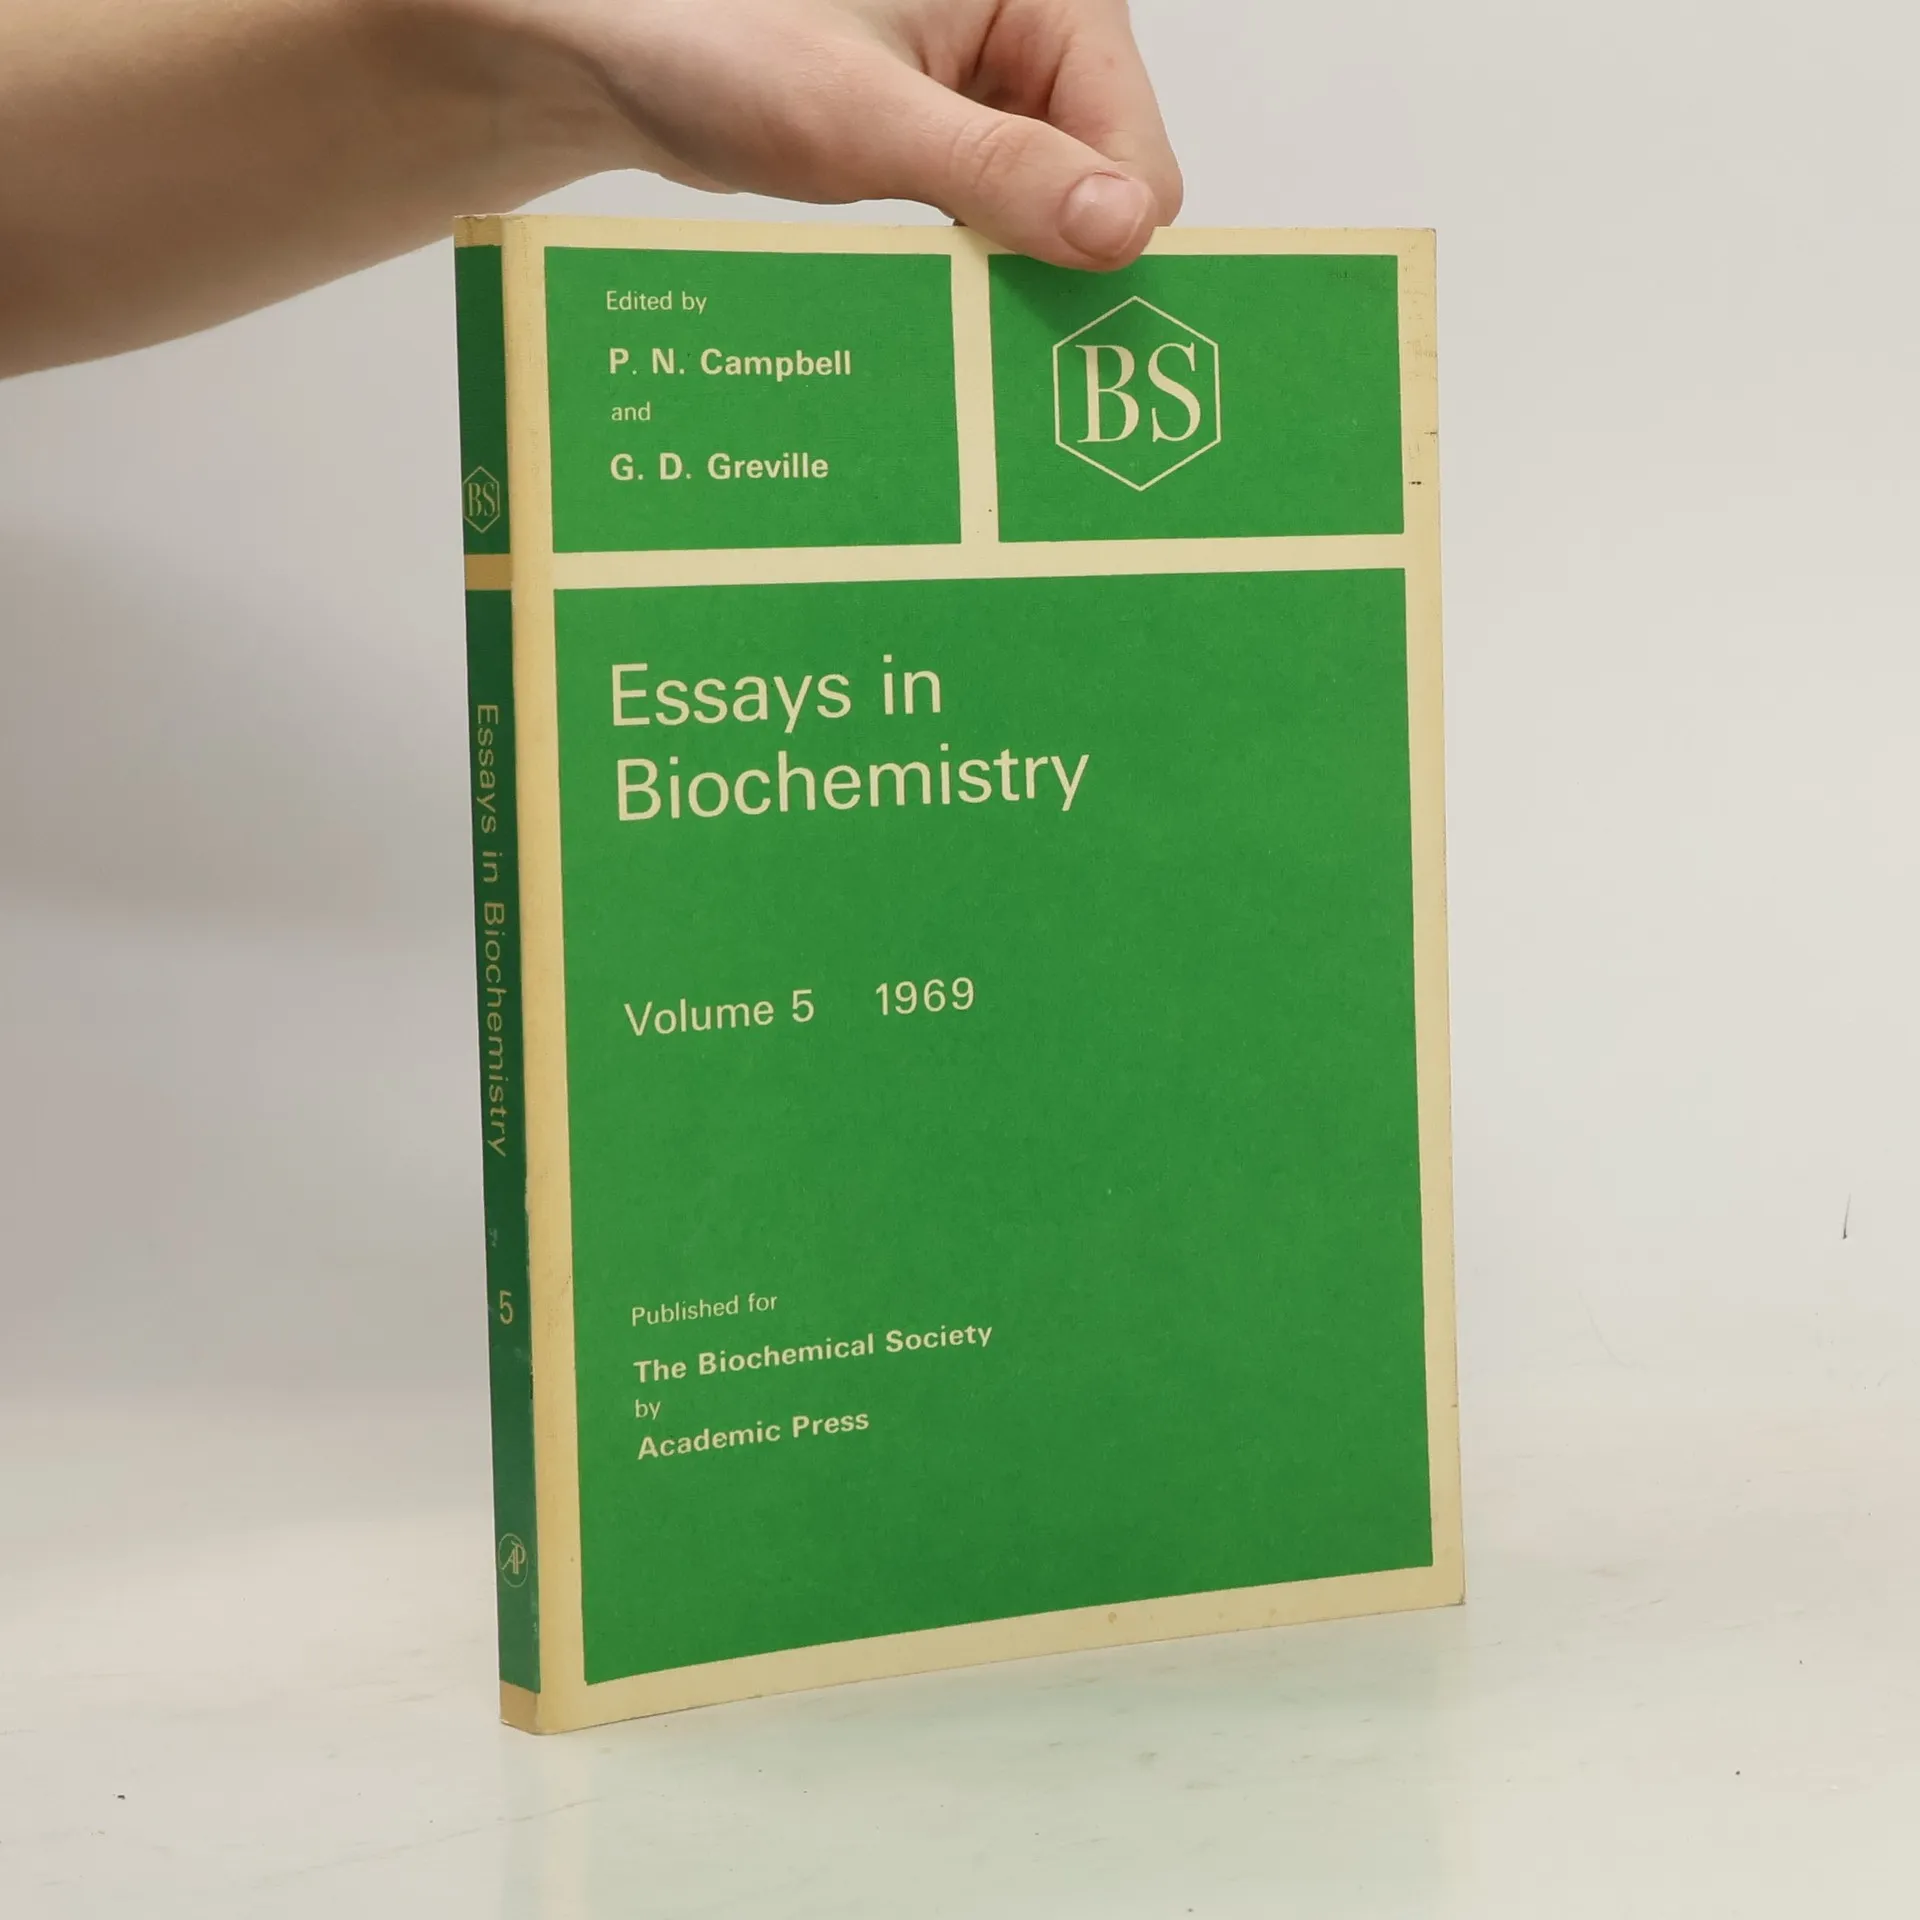 Edited by
P. N. Campbell
and
G. D. Greville
BS
Essays in
Biochemistry
Volume 5 1969
Published for
The Biochemical Society
by
Academic Press
BS
Essays in Biochemistry
5
AP